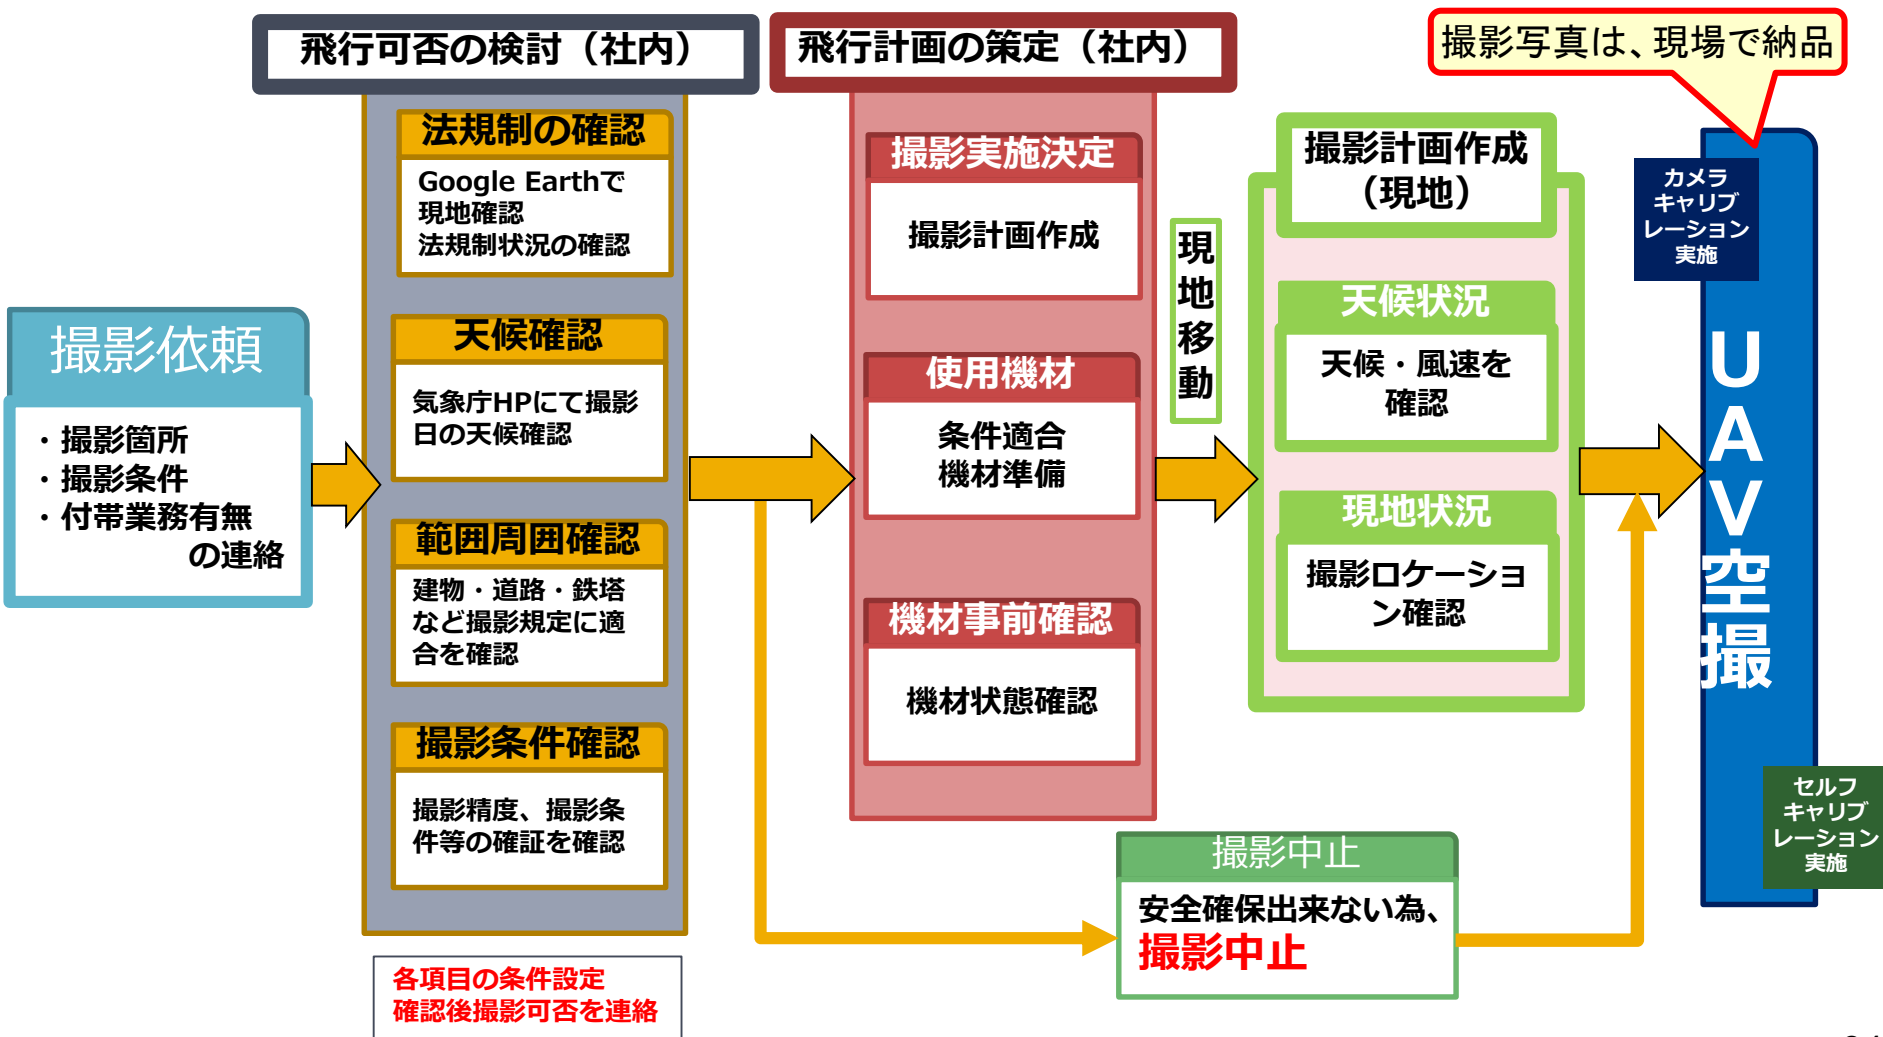 飛行可否の検討（社内）
飛行計画の策定（社内）
撮影写真は、現場で納品
撮影依頼
・撮影箇所
・撮影条件
・付帯業務有無
の連絡
法規制の確認
Google Earthで
現地確認
法規制状況の確認
天候確認
気象庁HPにて撮影
日の天候確認
範囲周囲確認
建物・道路・鉄塔
など撮影規定に適
合を確認
撮影条件確認
撮影精度、撮影条
件等の確証を確認
各項目の条件設定
確認後撮影可否を連絡
撮影実施決定
撮影計画作成
使用機材
条件適合
機材準備
機材事前確認
機材状態確認
現地移動
撮影計画作成
（現地）
天候状況
天候・風速を
確認
現地状況
撮影ロケーショ
ン確認
撮影中止
安全確保出来ない為、
撮影中止
カメラ
キャリブ
レーション
実施
UAV空撮
セルフ
キャリブ
レーション
実施